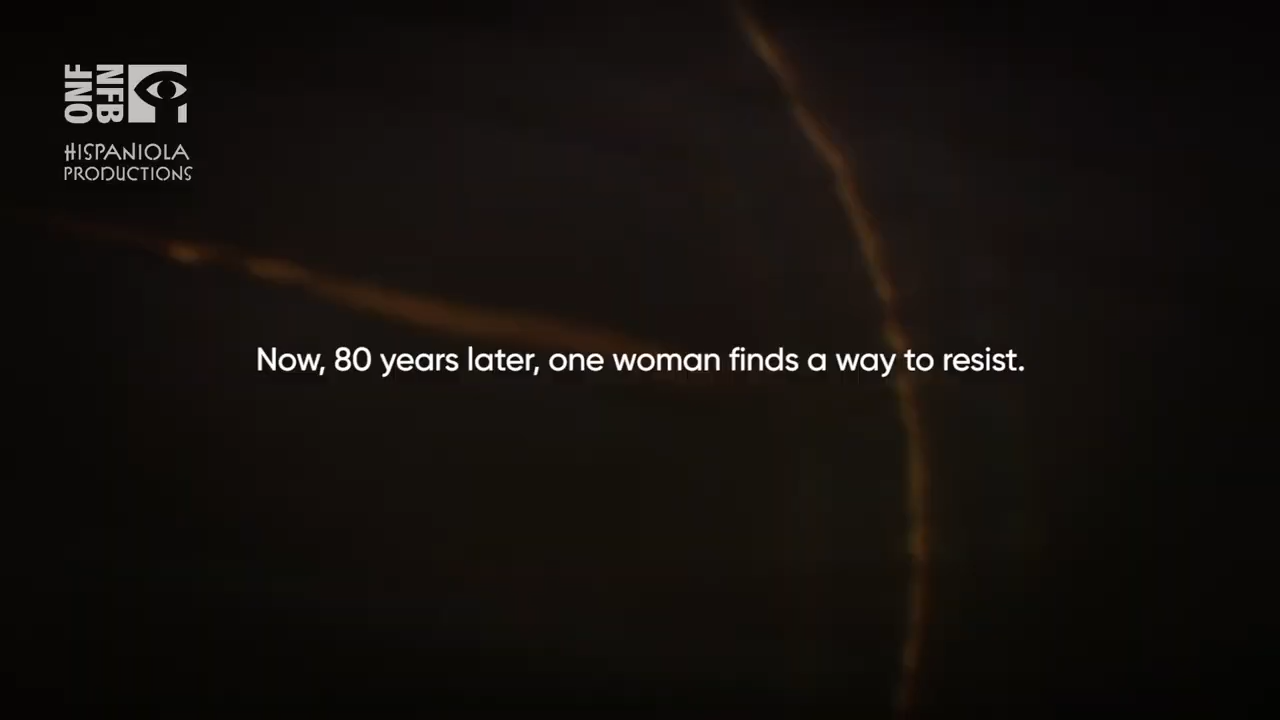 ONF
NFB
HISPANIOLA
PRODUCTIONS
Now, 80 years later, one woman finds a way to resist.